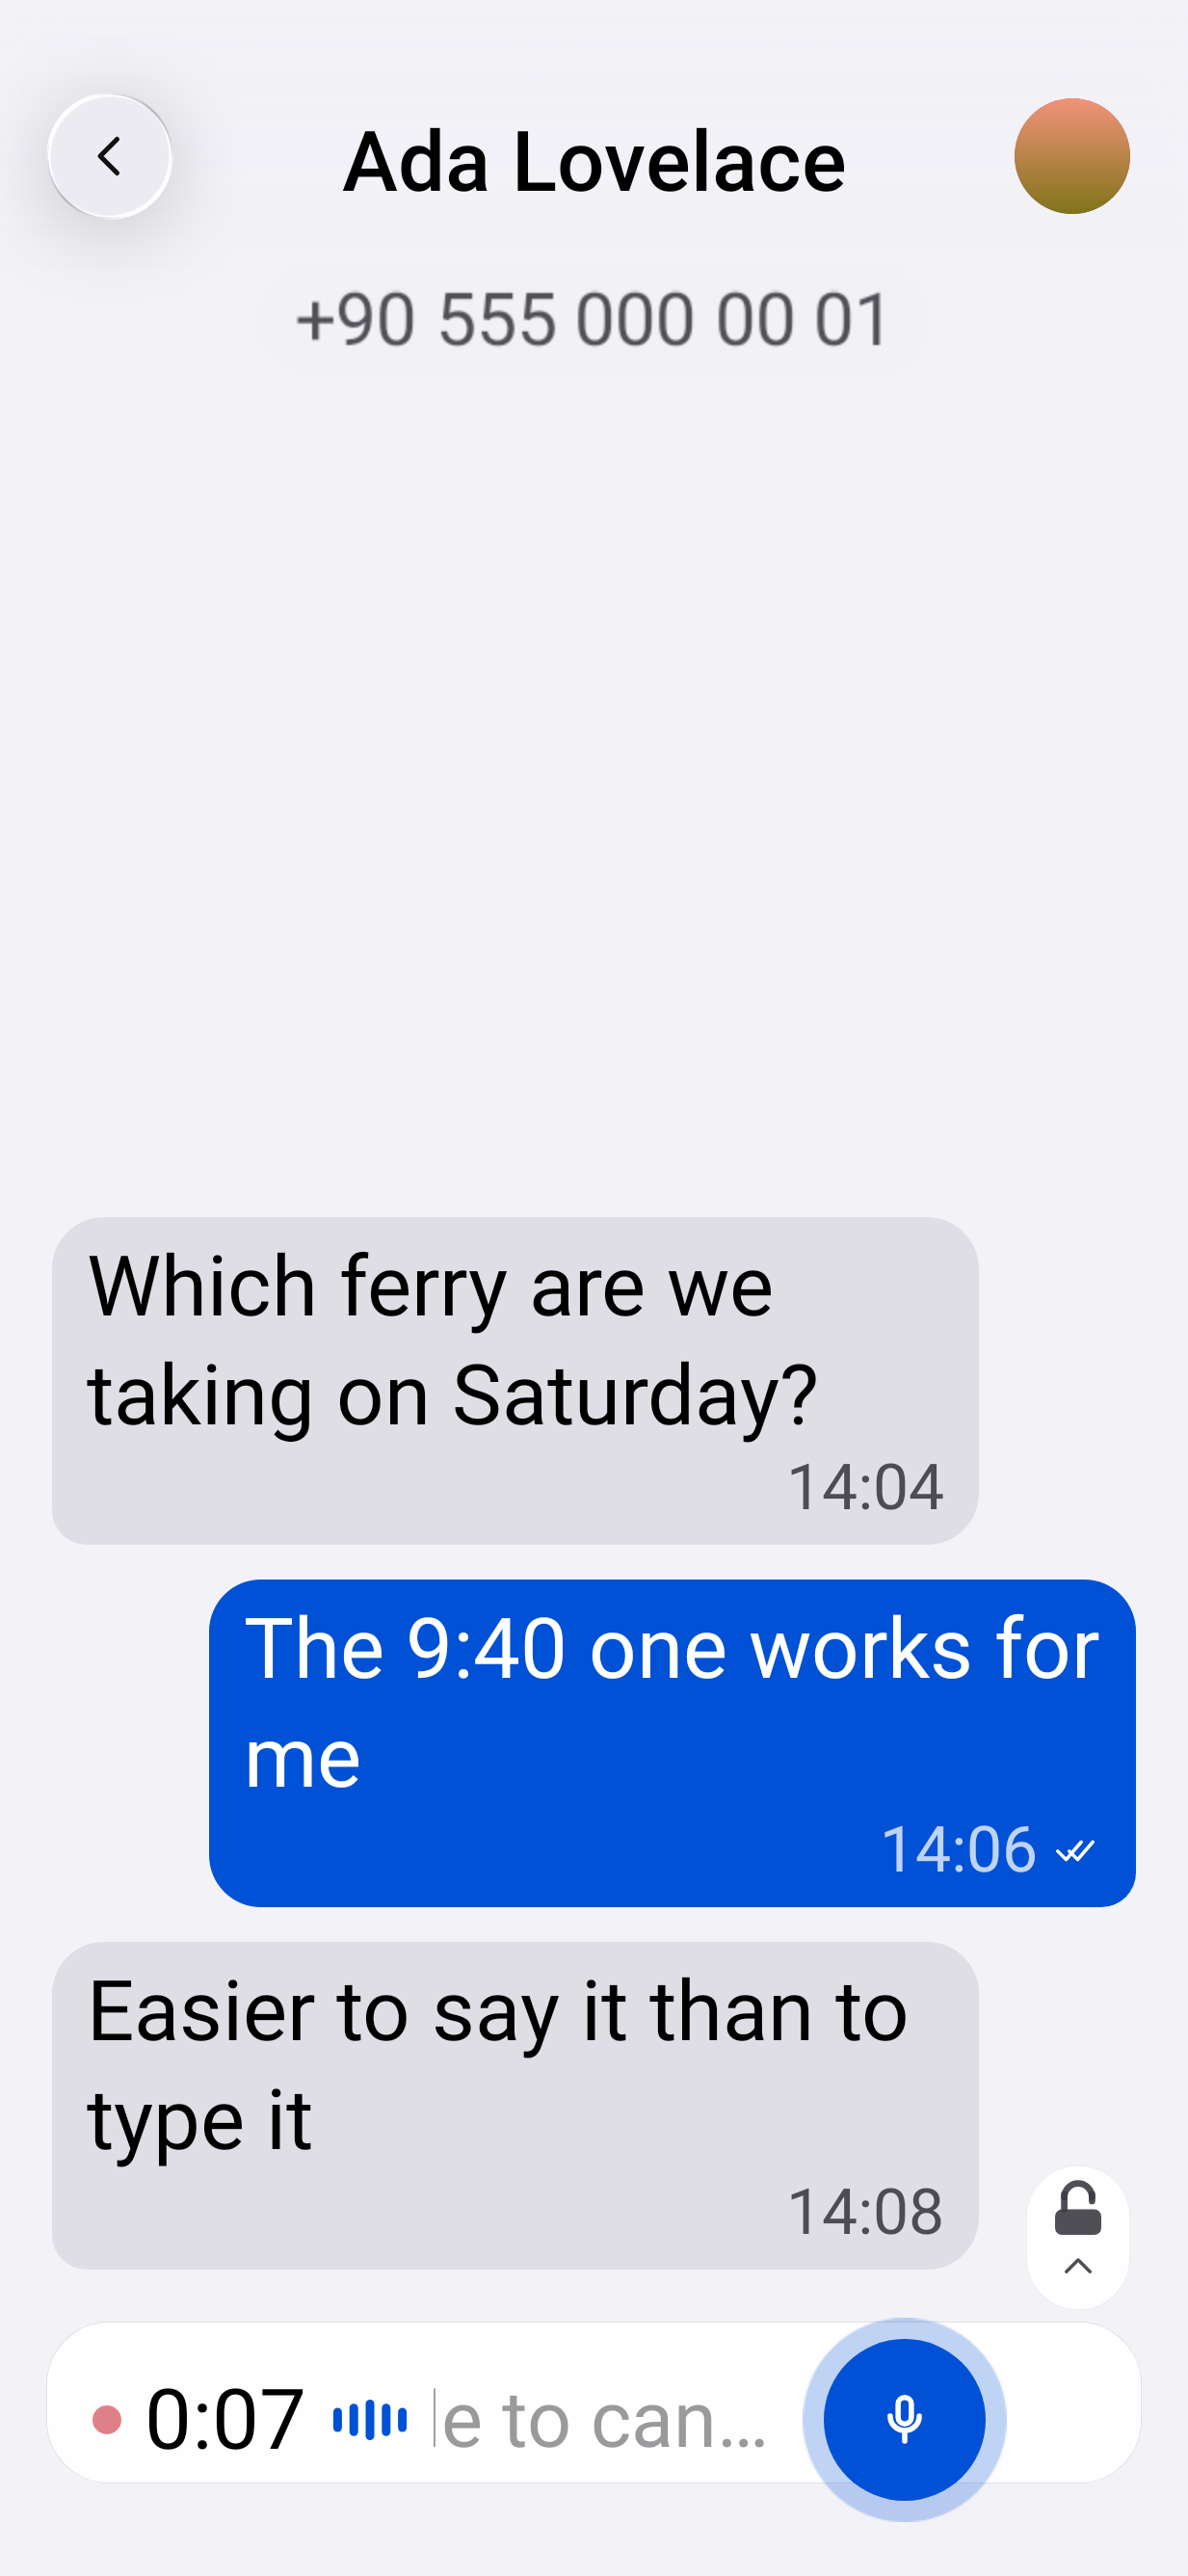 Ada Lovelace
+90 555 000 00 01
Which ferry are we
taking on Saturday?
14:04
The 9:40 one works for
me
14:06
Easier to say it than to
type it
14:08
0:07 e to can…